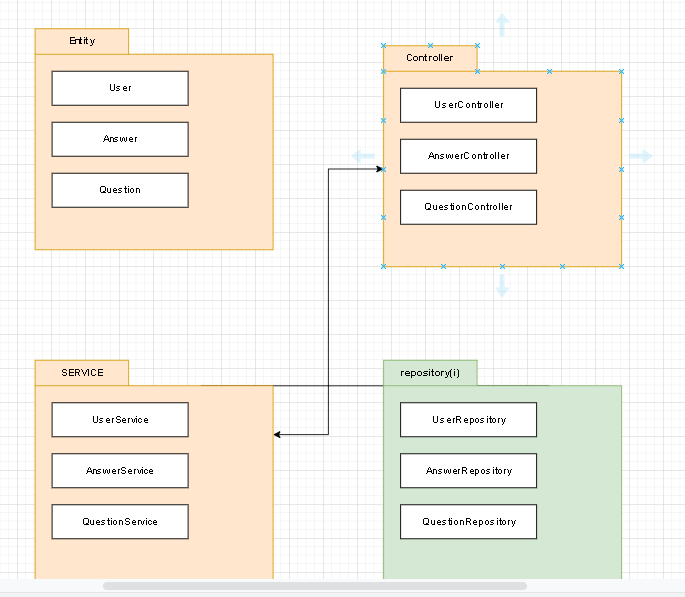 Entity
User
Answer
Question
Controller
UserController
AnswerController
QuestionController
SERVICE
UserService
AnswerService
QuestionService
repository(i)
UserRepository
AnswerRepository
QuestionRepository